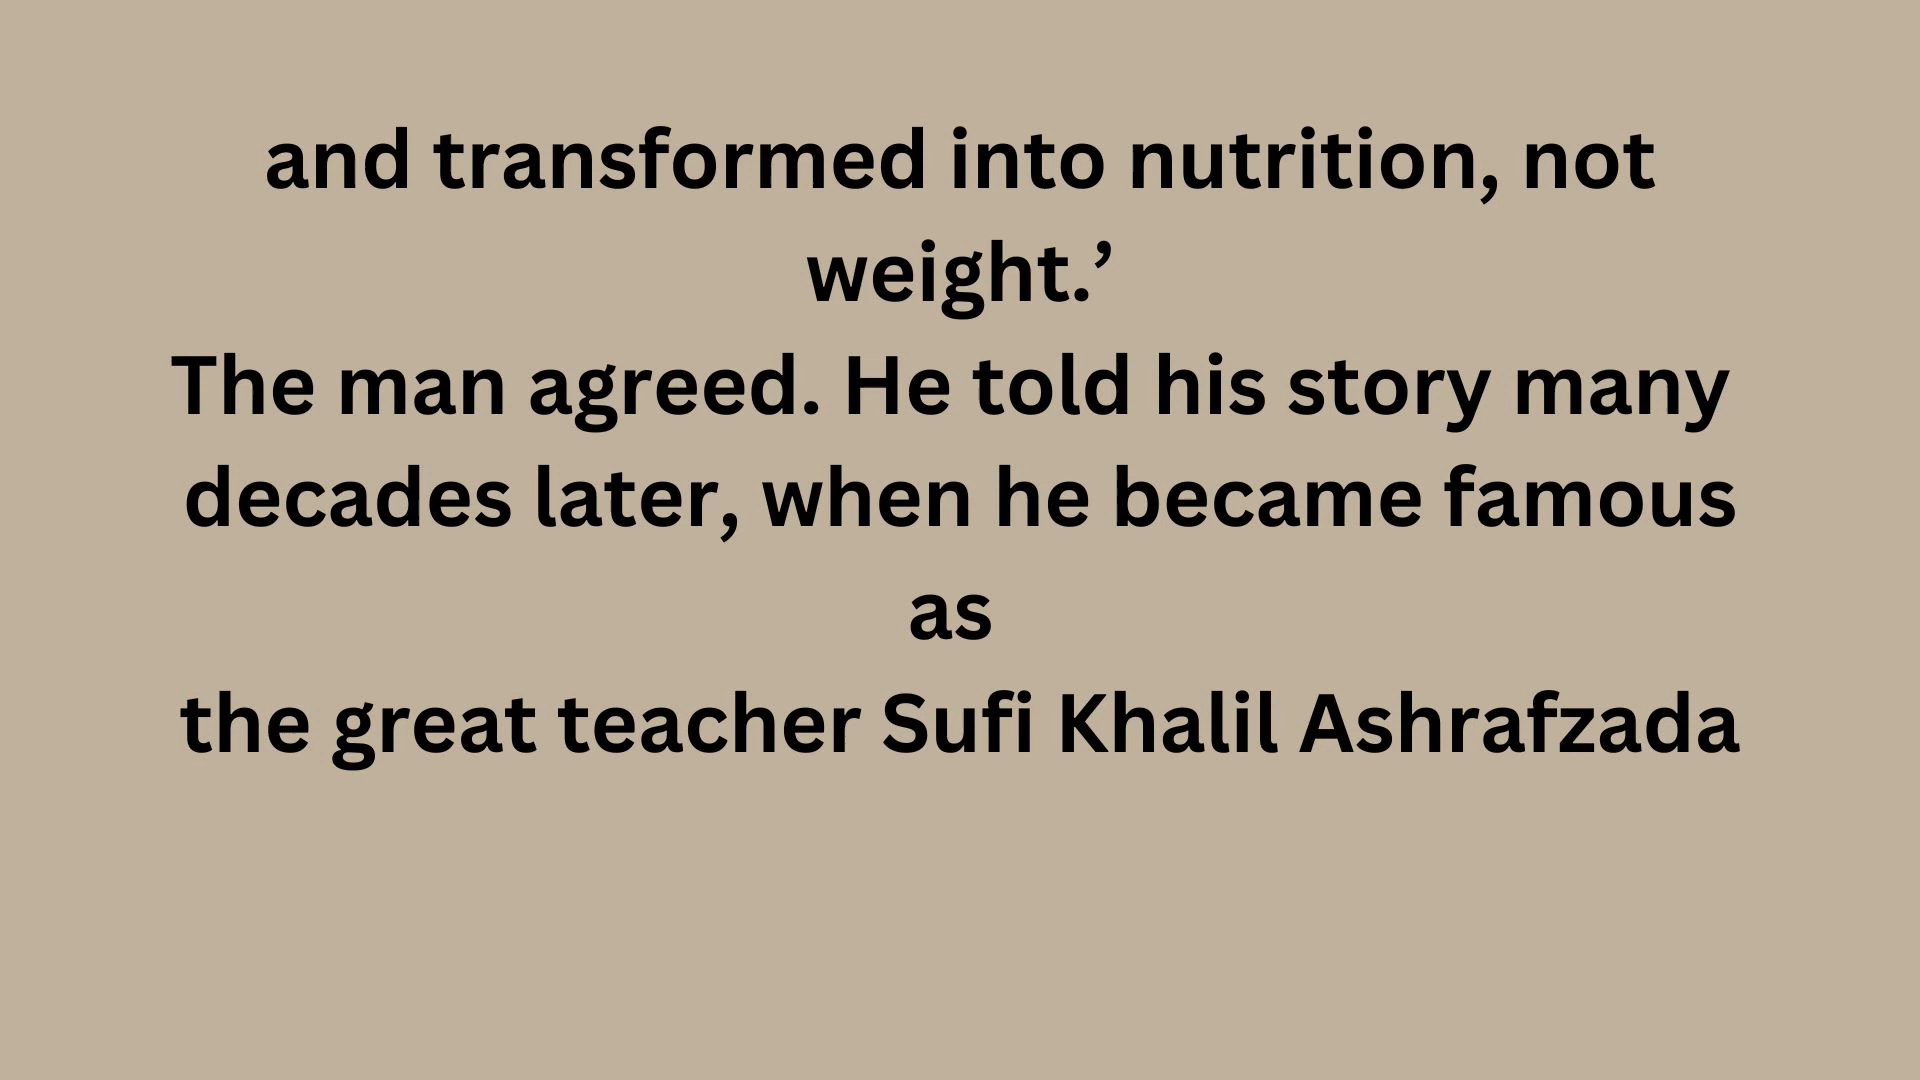 and transformed into nutrition, not
weight.’
The man agreed. He told his story many
decades later, when he became famous
as
the great teacher Sufi Khalil Ashrafzada